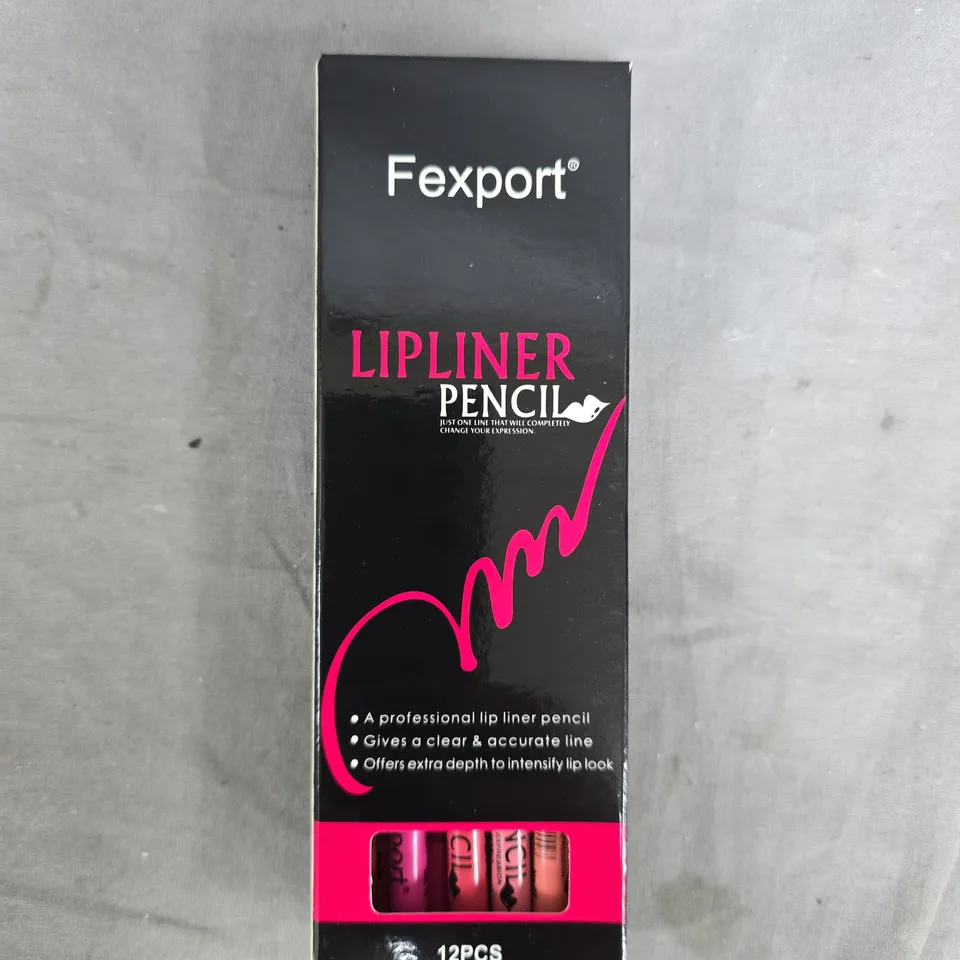 Fexport®
LIPLINER
PENCIL
JUST ONE LINE THAT WILL COMPLETELY
CHANGE YOUR EXPRESSION.
• A professional lip liner pencil
• Gives a clear & accurate line
• Offers extra depth to intensify lip look
12PCS